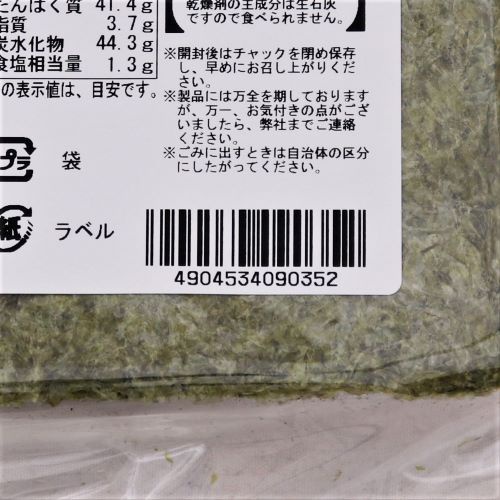 たんぱく質 41.4g
脂質 3.7g
炭水化物 44.3g
食塩相当量 1.3g
の表示値は、目安です。
乾燥剤の主成分は生石灰
ですので食べられません。
※開封後はチャックを閉め保存
し、早めにお召し上がりくだ
さい。
※製品には万全を期しております
が、万一、お気付きの点がござ
いましたら、弊社までご連絡
ください。
※ごみに出すときは自治体の区分
にしたがってください。
プラ 袋
紙 ラベル
4904534090352